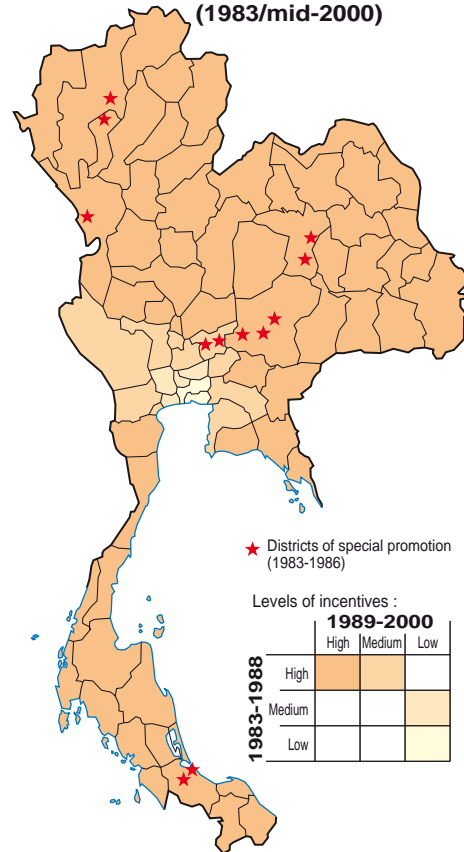 (1983/mid-2000)
Districts of special promotion
(1983-1986)
Levels of incentives :
1989-2000
High Medium Low
1983-1988
High
Medium
Low